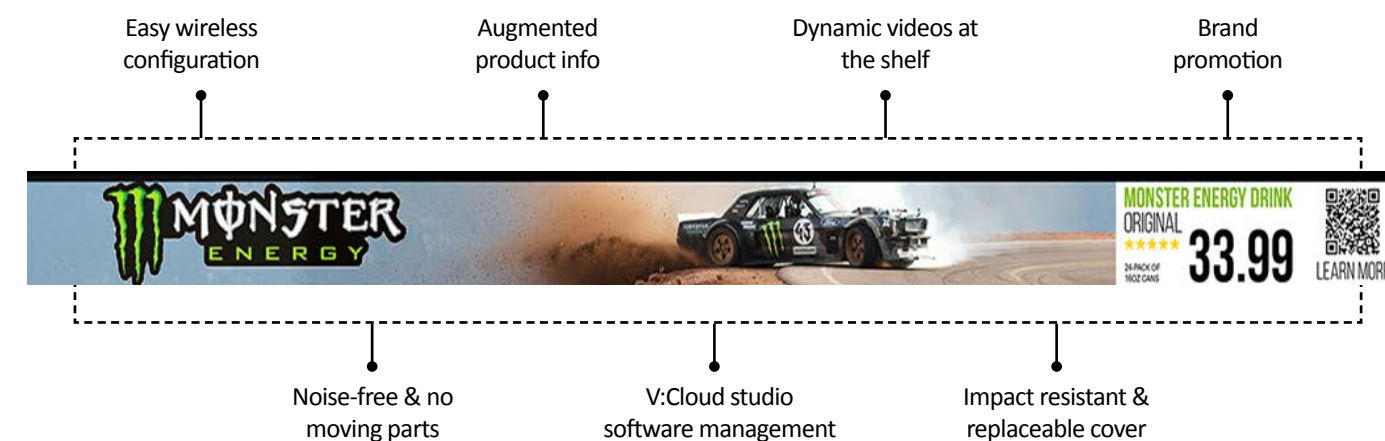 Easy wireless
configuration
Augmented
product info
Dynamic videos at
the shelf
Brand
promotion
MONSTER
ENERGY
43
MONSTER ENERGY DRINK
ORIGINAL
24-PACK OF
16OZ CANS
33.99
LEARN MORE
Noise-free & no
moving parts
V:Cloud studio
software management
Impact resistant &
replaceable cover